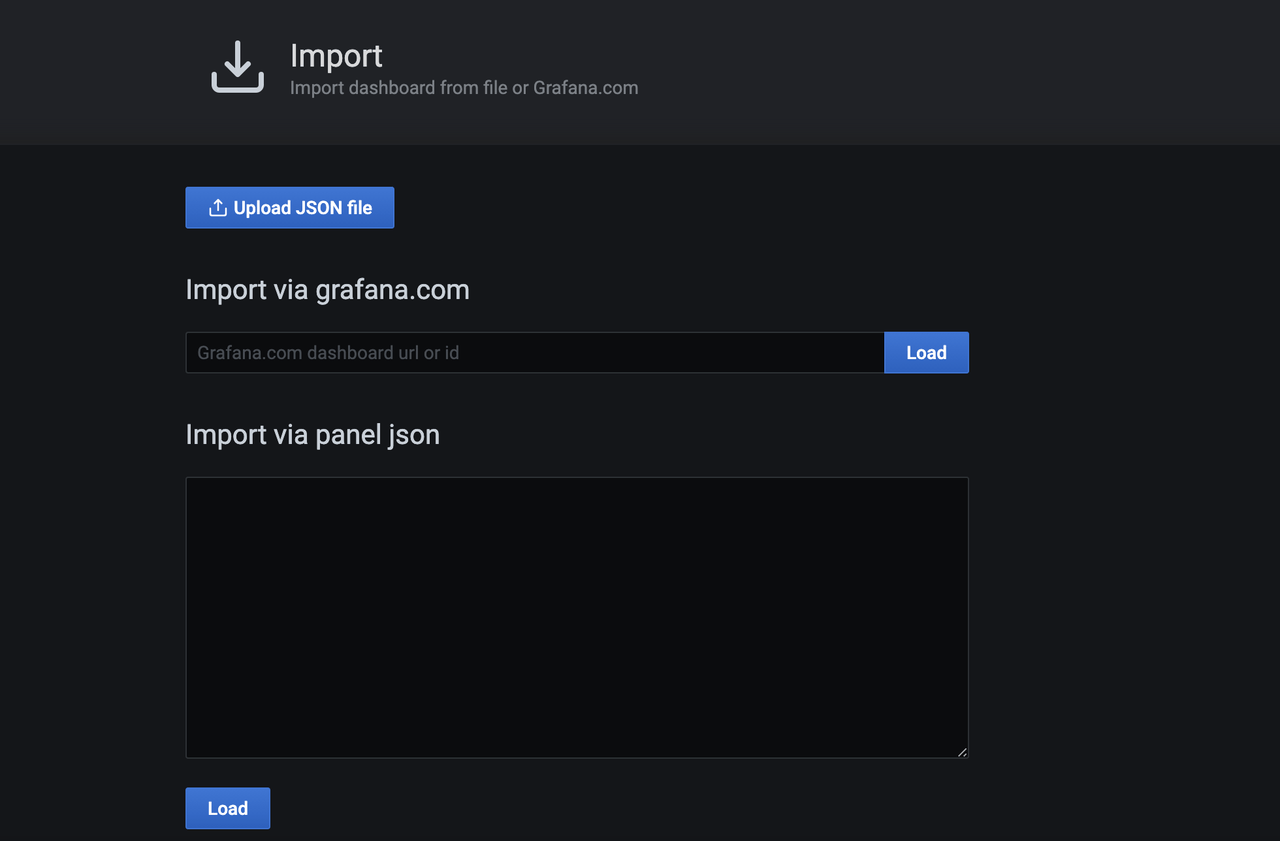 Import
Import dashboard from file or Grafana.com
Upload JSON file
Import via grafana.com
Grafana.com dashboard url or id
Load
Import via panel json
Load